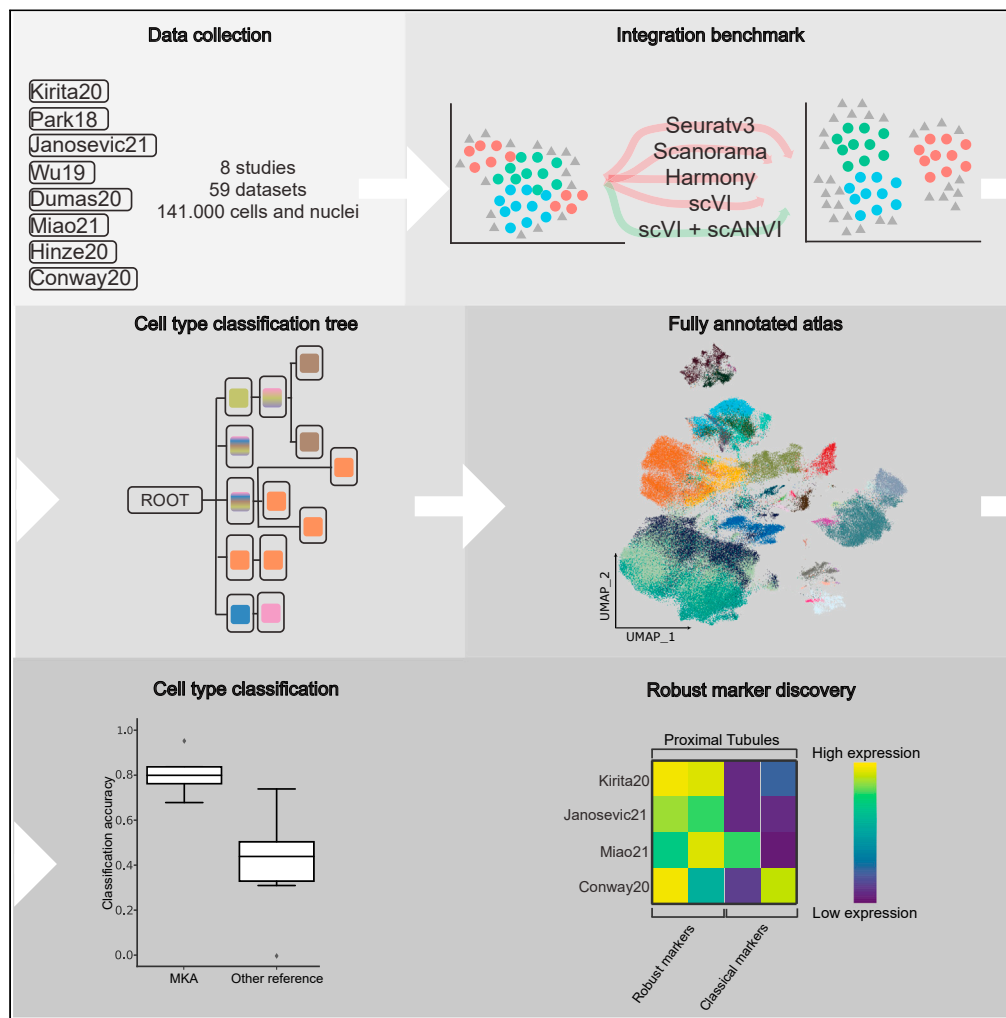 Data collection
Kirita20
Park18
Janosevic21
Wu19
Dumas20
Miao21
Hinze20
Conway20
8 studies
59 datasets
141.000 cells and nuclei
Integration benchmark
Seuratv3
Scanorama
Harmony
scVI
scVI + scANVI
Cell type classification tree
ROOT
Fully annotated atlas
UMAP_2
UMAP_1
Cell type classification
Classification accuracy
1.0
0.8
0.6
0.4
0.2
0.0
MKA
Other reference
Robust marker discovery
Proximal Tubules
Kirita20
Janosevic21
Miao21
Conway20
Robust markers
Classical markers
High expression
Low expression